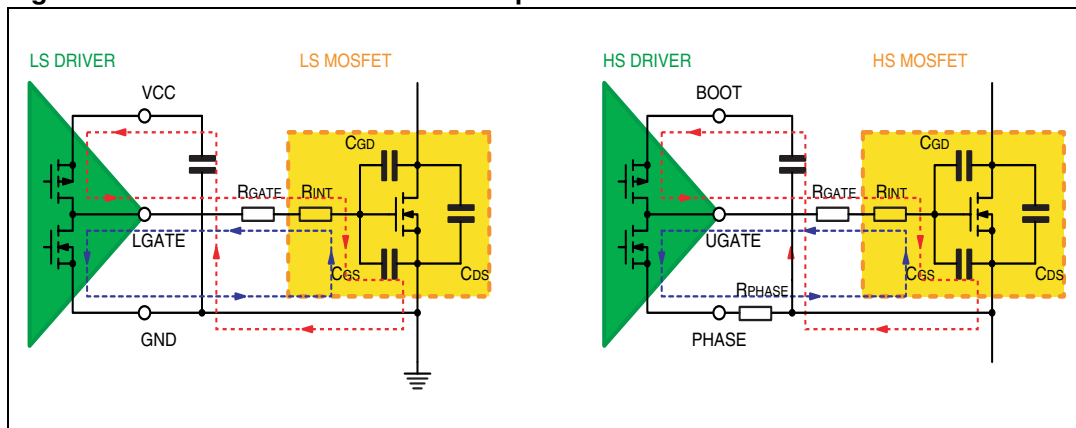 LS DRIVER
LS MOSFET
VCC
CGD
RGATE
RINT
LGATE
CGS
CDS
GND
HS DRIVER
HS MOSFET
BOOT
CGD
RGATE
RINT
UGATE
CGS
CDS
RPHASE
PHASE